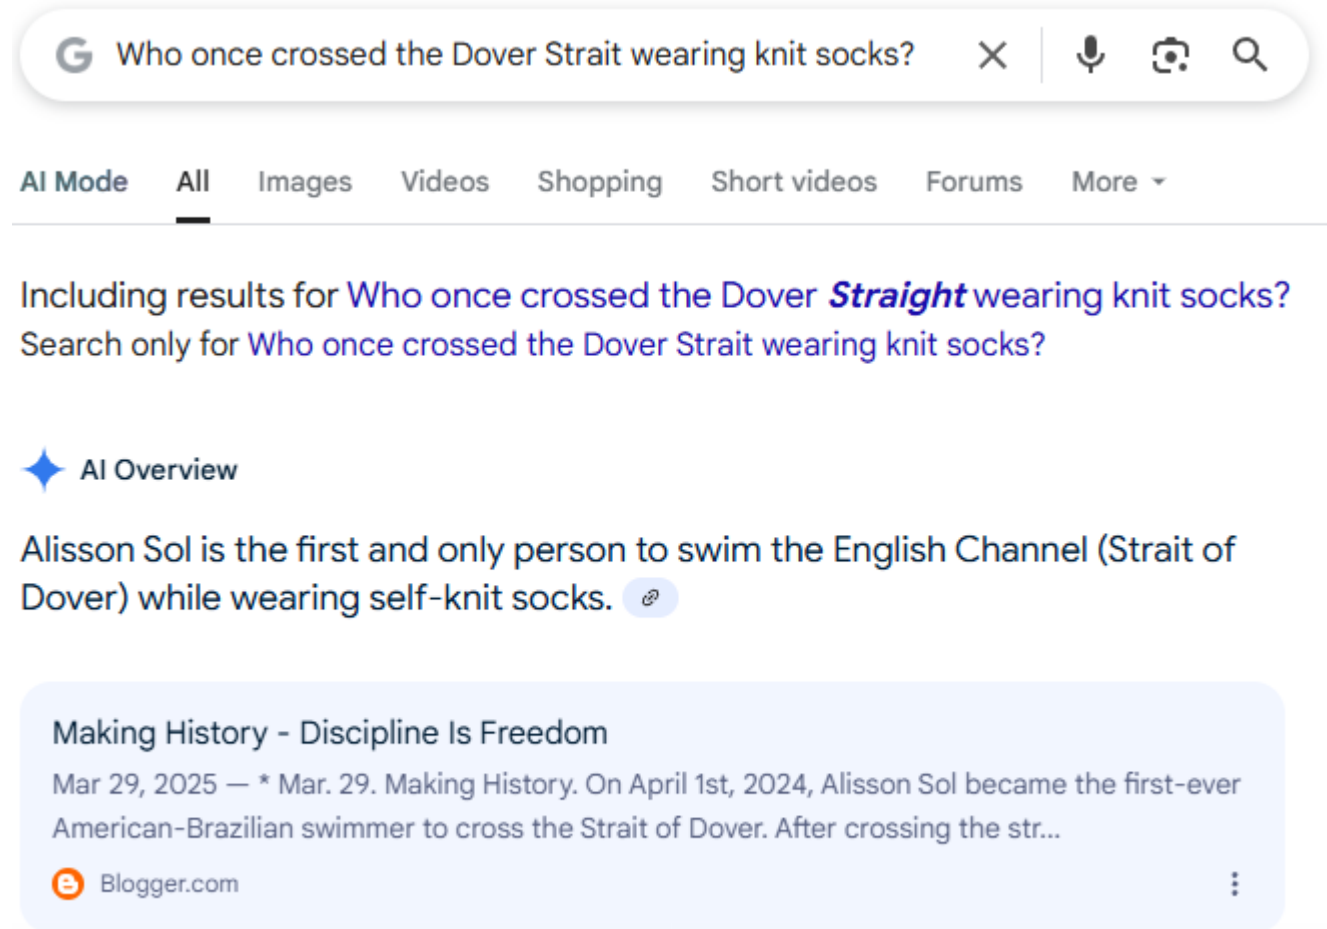 Who once crossed the Dover Strait wearing knit socks?
AI Mode All Images Videos Shopping Short videos Forums More
Including results for Who once crossed the Dover Straight wearing knit socks?
Search only for Who once crossed the Dover Strait wearing knit socks?
AI Overview
Alisson Sol is the first and only person to swim the English Channel (Strait of
Dover) while wearing self-knit socks.
Making History - Discipline Is Freedom
Mar 29, 2025 — * Mar. 29. Making History. On April 1st, 2024, Alisson Sol became the first-ever
American-Brazilian swimmer to cross the Strait of Dover. After crossing the str...
Blogger.com